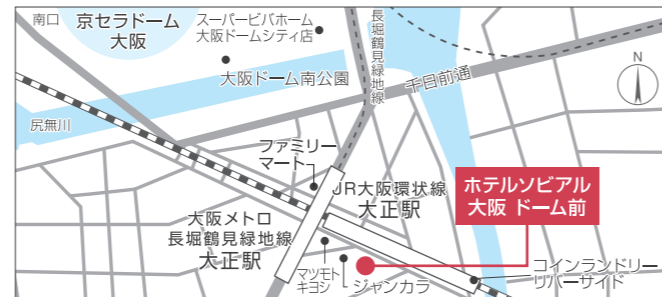 南口
京セラドーム
大阪
スーパービバホーム
大阪ドームシティ店
長堀鶴見緑地線
大阪ドーム南公園
千日前通
N
尻無川
ファミリー
マート
JR大阪環状線
大正駅
ホテルソビアル
大阪 ドーム前
大阪メトロ
長堀鶴見緑地線
大正駅
マツモト
キヨシ
ジャンカラ
コインランドリー
リバーサイド